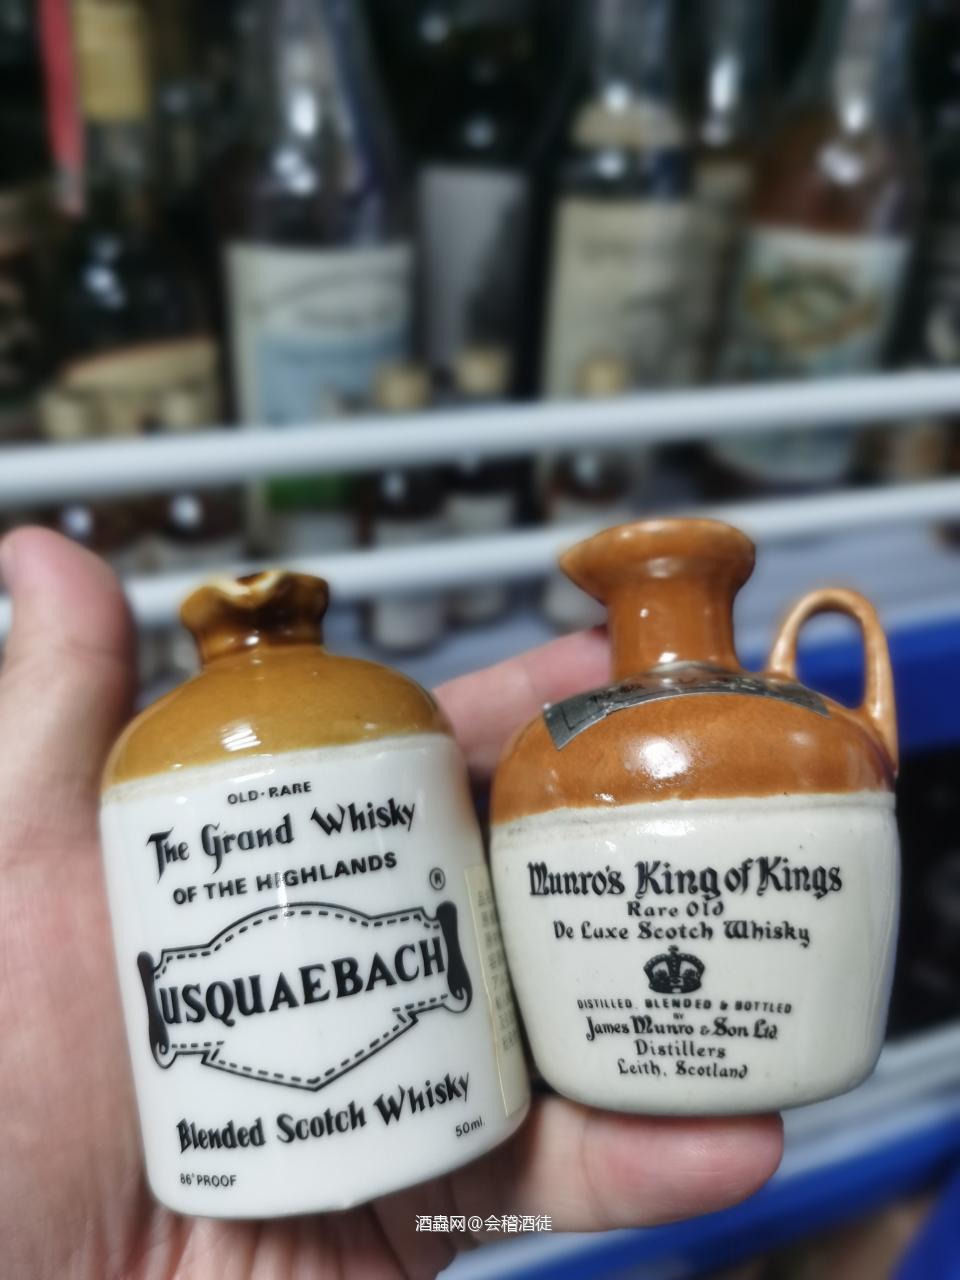 OLD·RARE
The Grand Whisky
OF THE HIGHLANDS
®
USQUAEBACH
Blended Scotch Whisky
50ml.
86° PROOF
Munro's King of Kings
Rare Old
De Luxe Scotch Whisky
DISTILLED, BLENDED & BOTTLED
BY
James Munro & Son Ltd.
Distillers
Leith, Scotland
酒蟲网@会稽酒徒